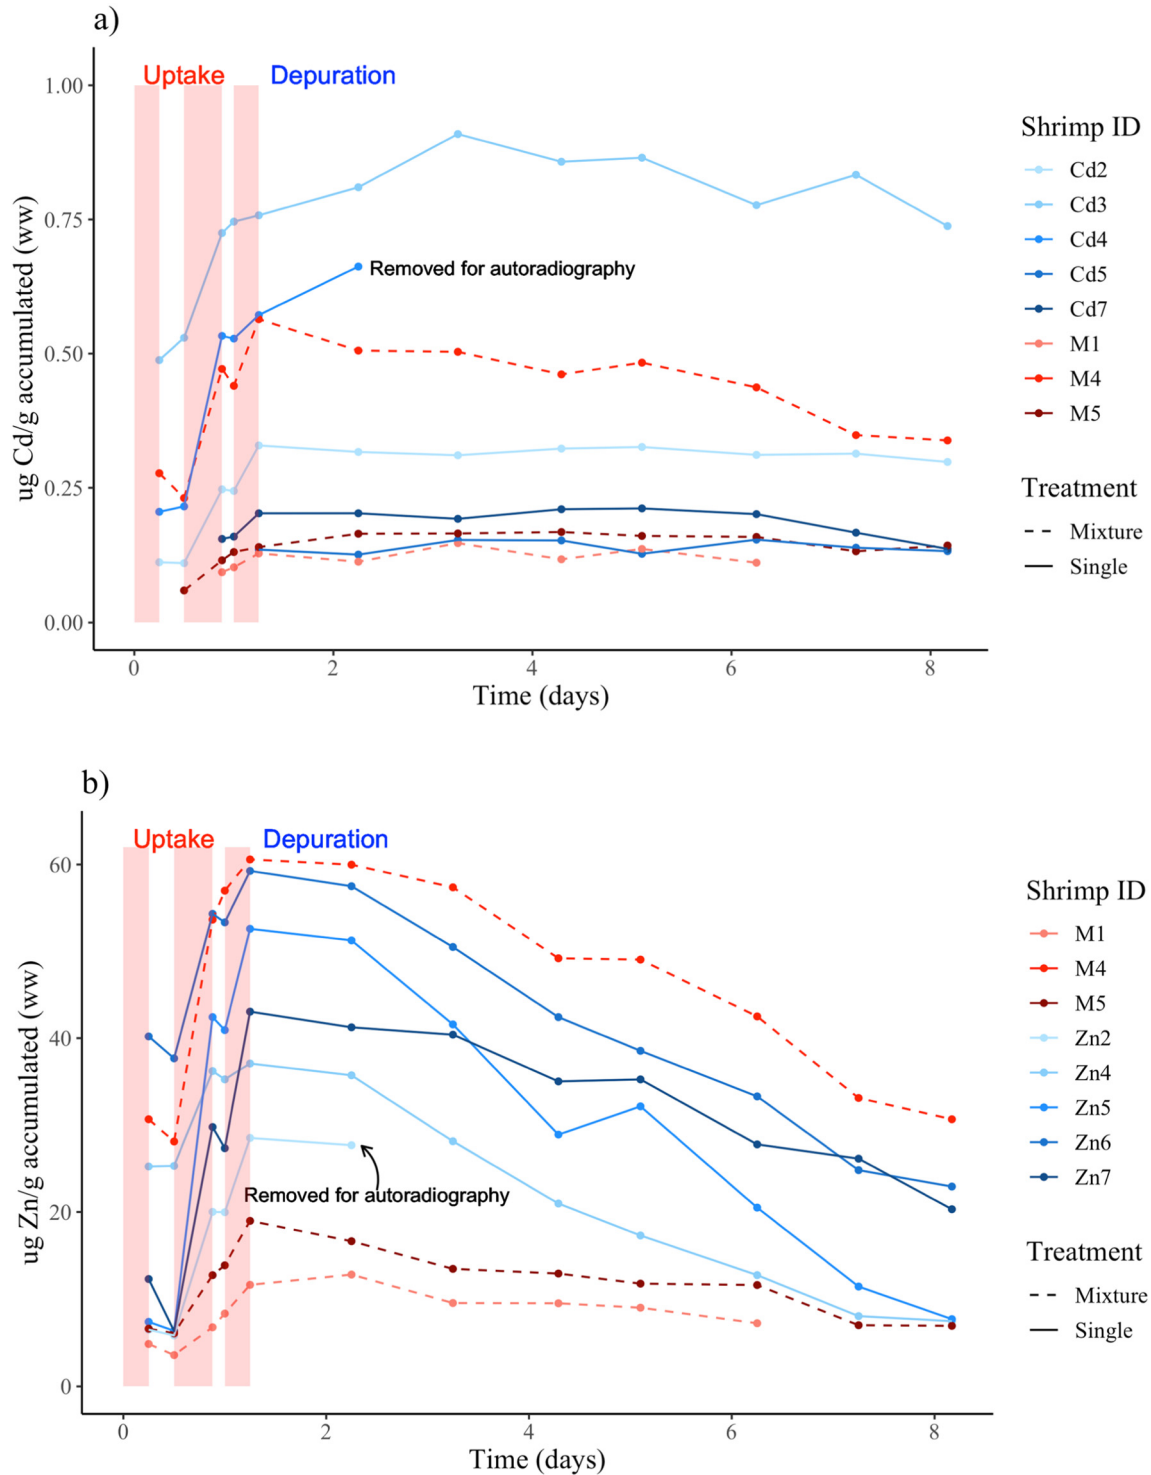 a)
Uptake
Depuration
1.00
0.75
0.50
0.25
0.00
ug Cd/g accumulated (ww)
Removed for autoradiography
0 2 4 6 8
Time (days)
Shrimp ID
Cd2
Cd3
Cd4
Cd5
Cd7
M1
M4
M5
Treatment
Mixture
Single
b)
Uptake
Depuration
60
40
20
0
ug Zn/g accumulated (ww)
Removed for autoradiography
0 2 4 6 8
Time (days)
Shrimp ID
M1
M4
M5
Zn2
Zn4
Zn5
Zn6
Zn7
Treatment
Mixture
Single